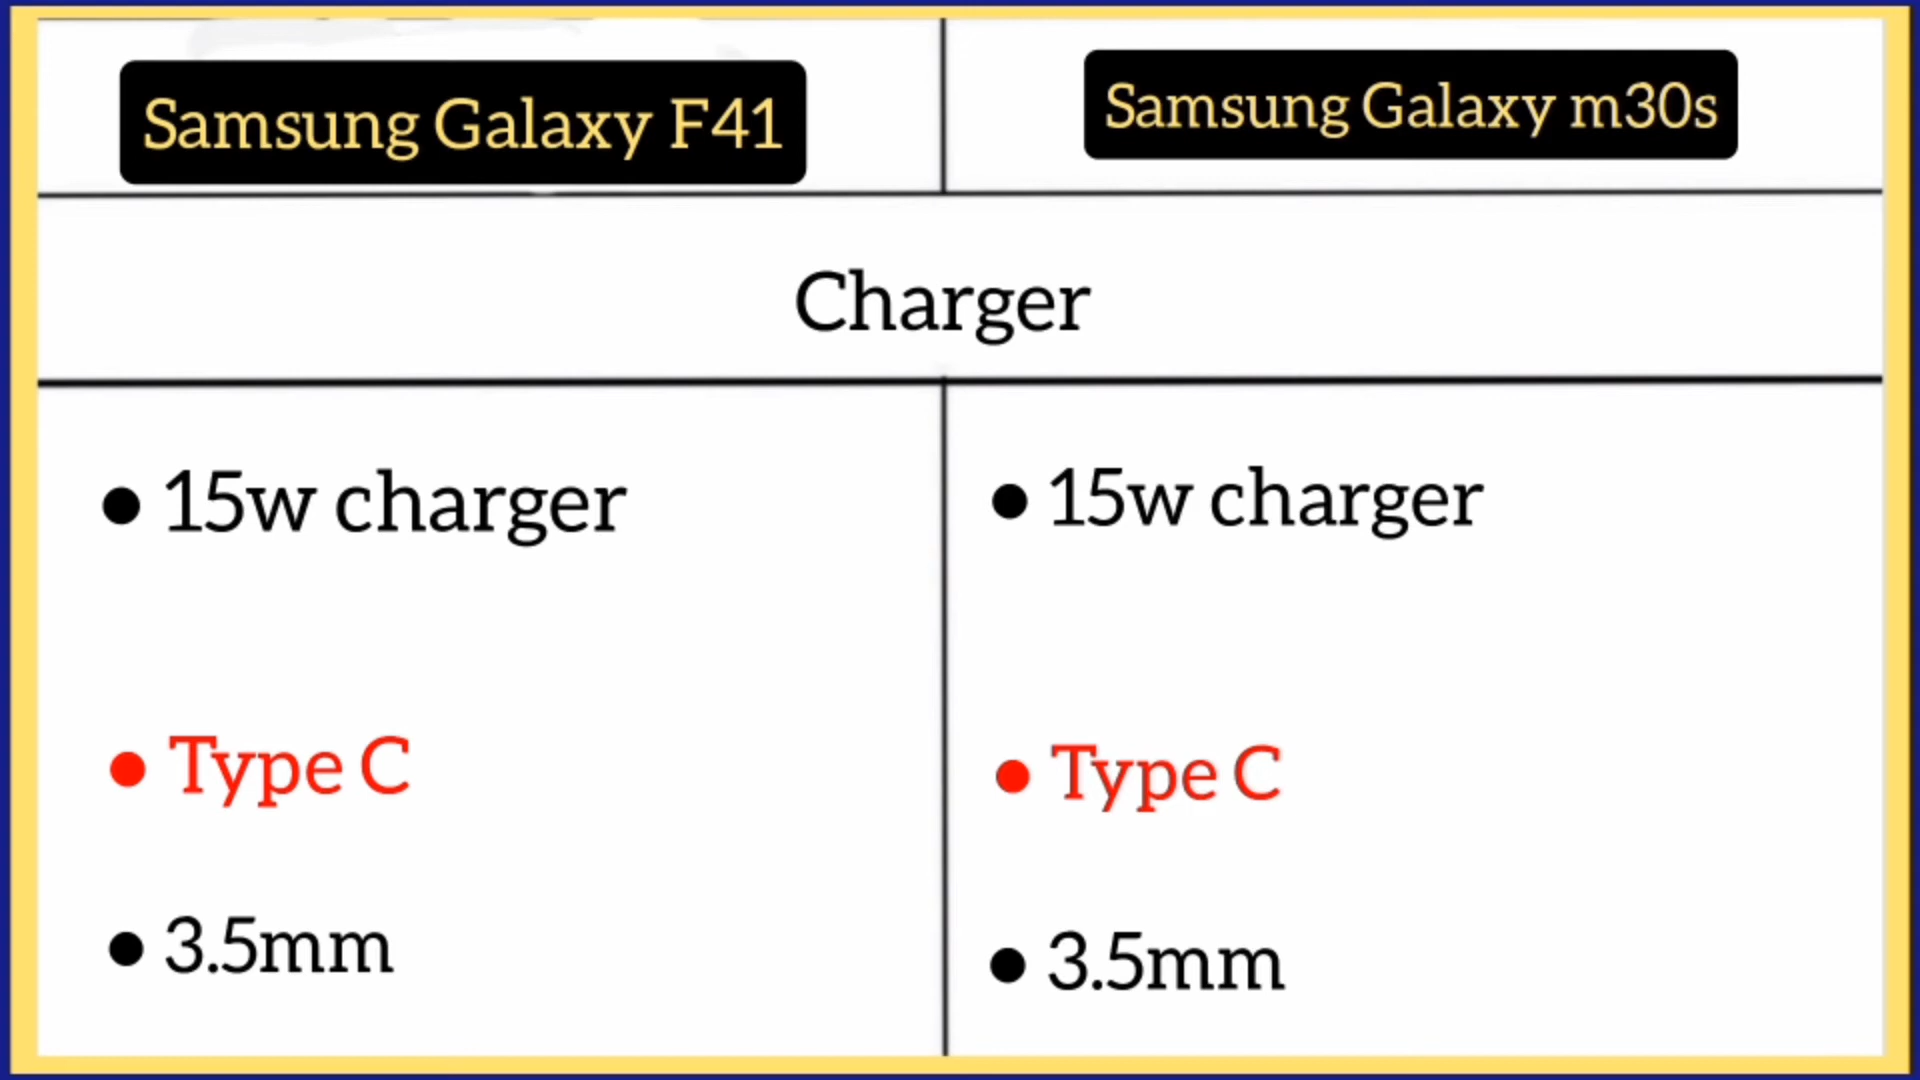 Samsung Galaxy F41
Samsung Galaxy m30s
Charger
● 15w charger
● Type C
● 3.5mm
● 15w charger
● Type C
● 3.5mm